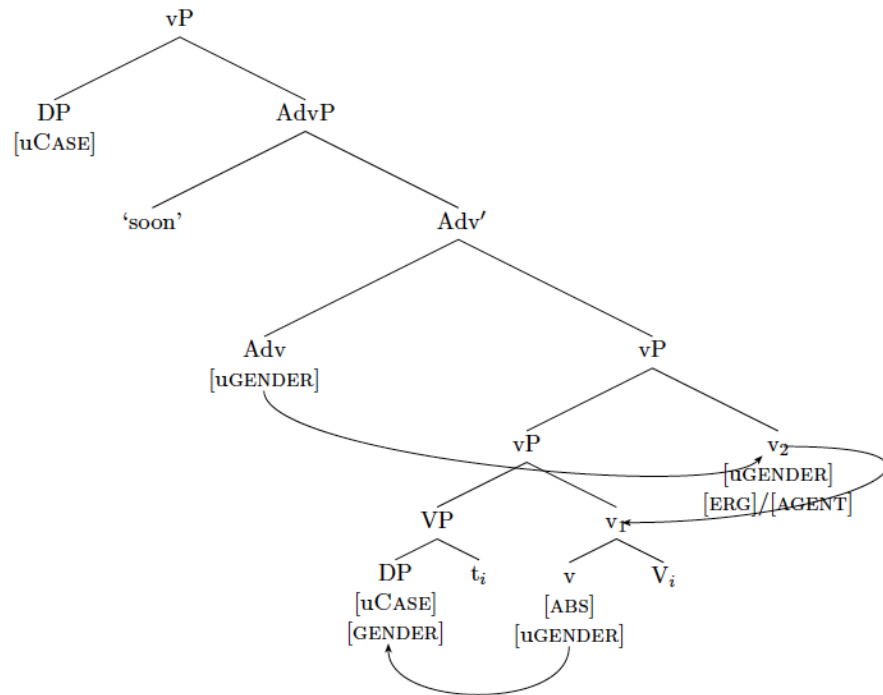 vP
DP AdvP
[uCASE]
‘soon’ Adv′
Adv vP
[uGENDER]
vP v₂
[uGENDER]
[ERG]/[AGENT]
VP v₁
DP tᵢ v Vᵢ
[uCASE] [ABS]
[GENDER] [uGENDER]